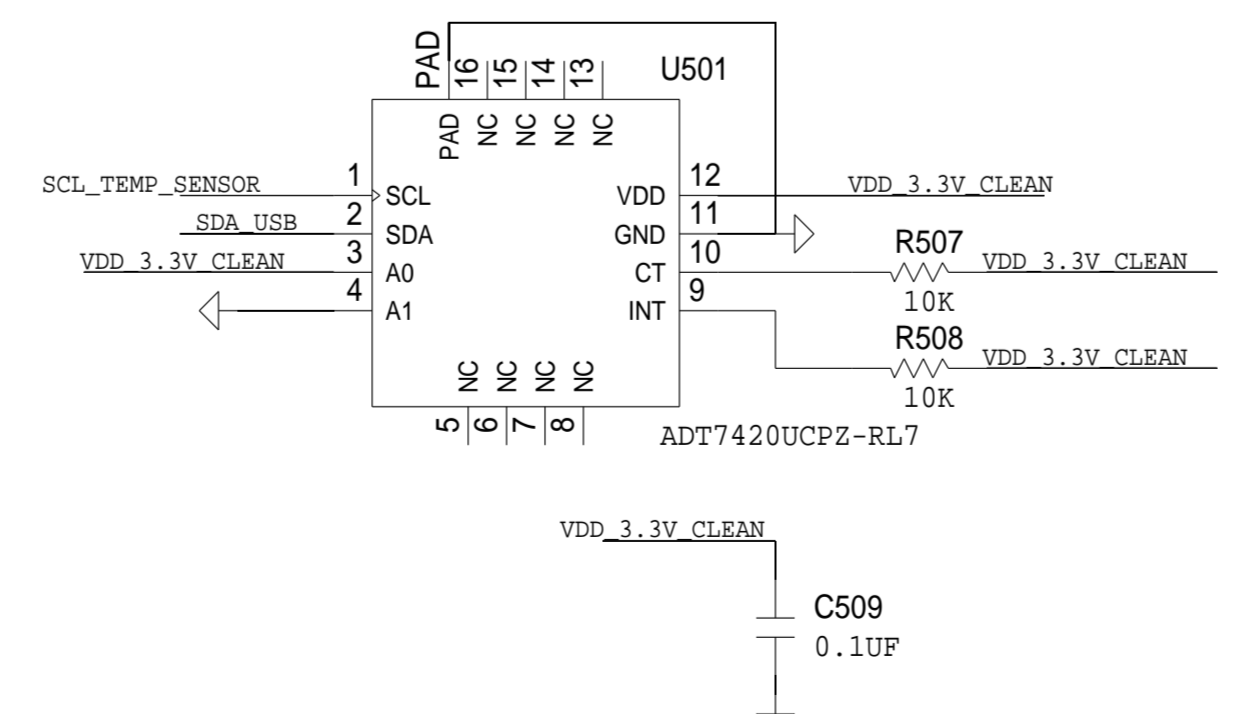 PAD
16 15 14 13
U501
PAD NC NC NC NC
SCL_TEMP_SENSOR 1 SCL VDD 12 VDD_3.3V_CLEAN
SDA_USB 2 SDA GND 11
VDD_3.3V_CLEAN 3 A0 CT 10 R507 VDD_3.3V_CLEAN
10K
4 A1 INT 9
R508 VDD_3.3V_CLEAN
10K
NC NC NC NC
5 6 7 8
ADT7420UCPZ-RL7
VDD_3.3V_CLEAN
C509
0.1UF